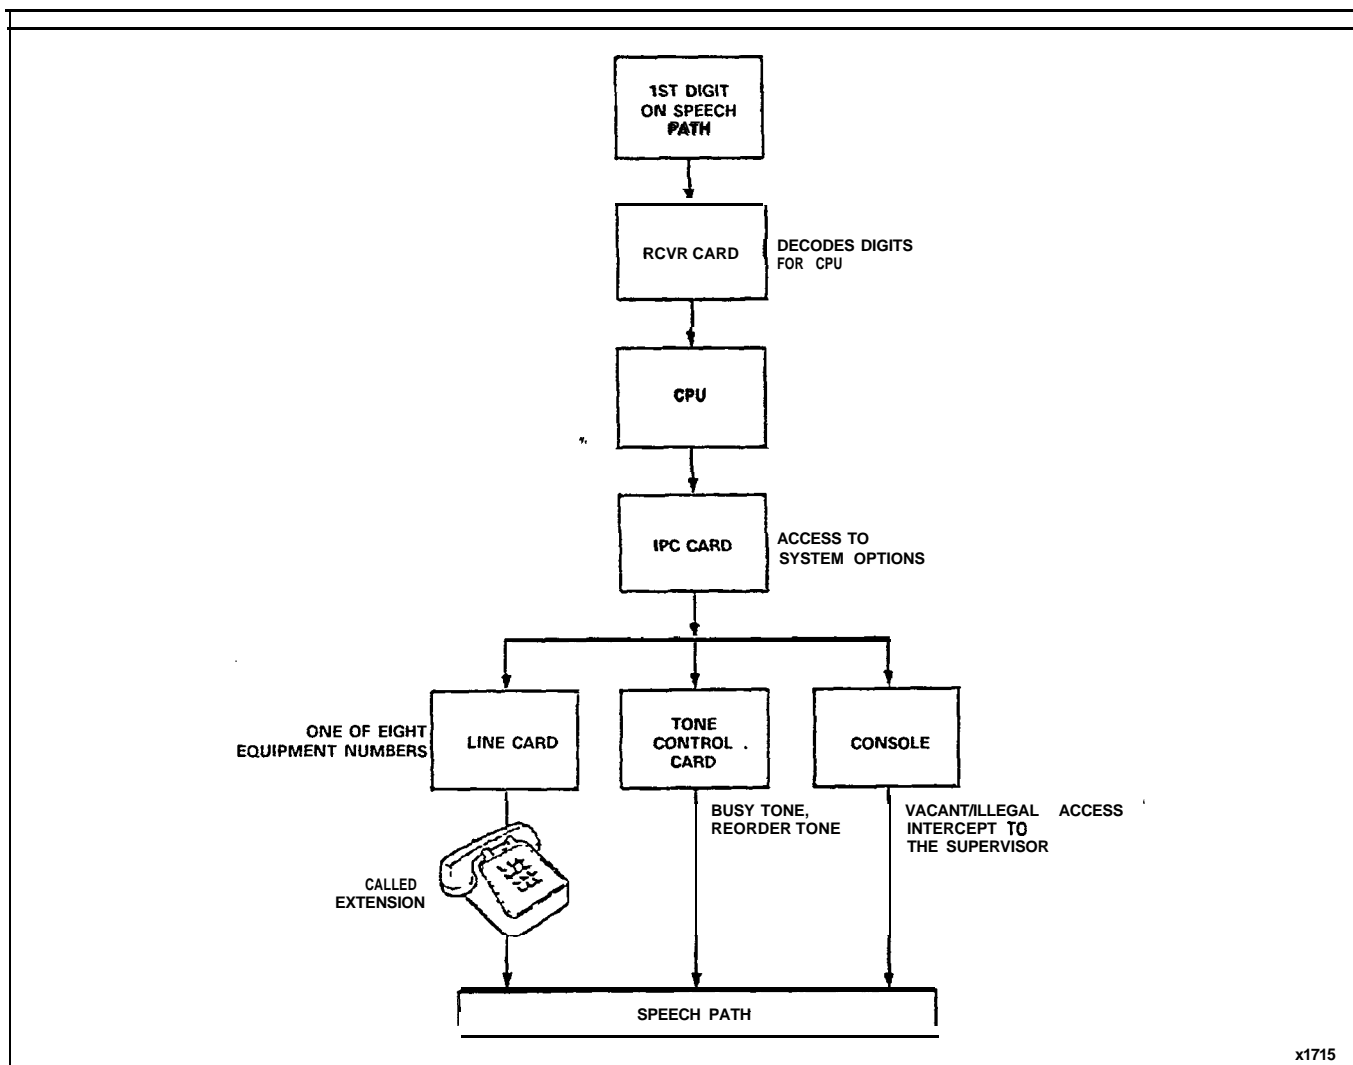 1ST DIGIT
ON SPEECH
PATH
RCVR CARD
DECODES DIGITS
FOR CPU
CPU
IPC CARD
ACCESS TO
SYSTEM OPTIONS
ONE OF EIGHT
EQUIPMENT NUMBERS
LINE CARD
TONE
CONTROL .
CARD
CONSOLE
BUSY TONE,
REORDER TONE
VACANT/ILLEGAL ACCESS
INTERCEPT TO
THE SUPERVISOR
CALLED
EXTENSION
SPEECH PATH
x1715